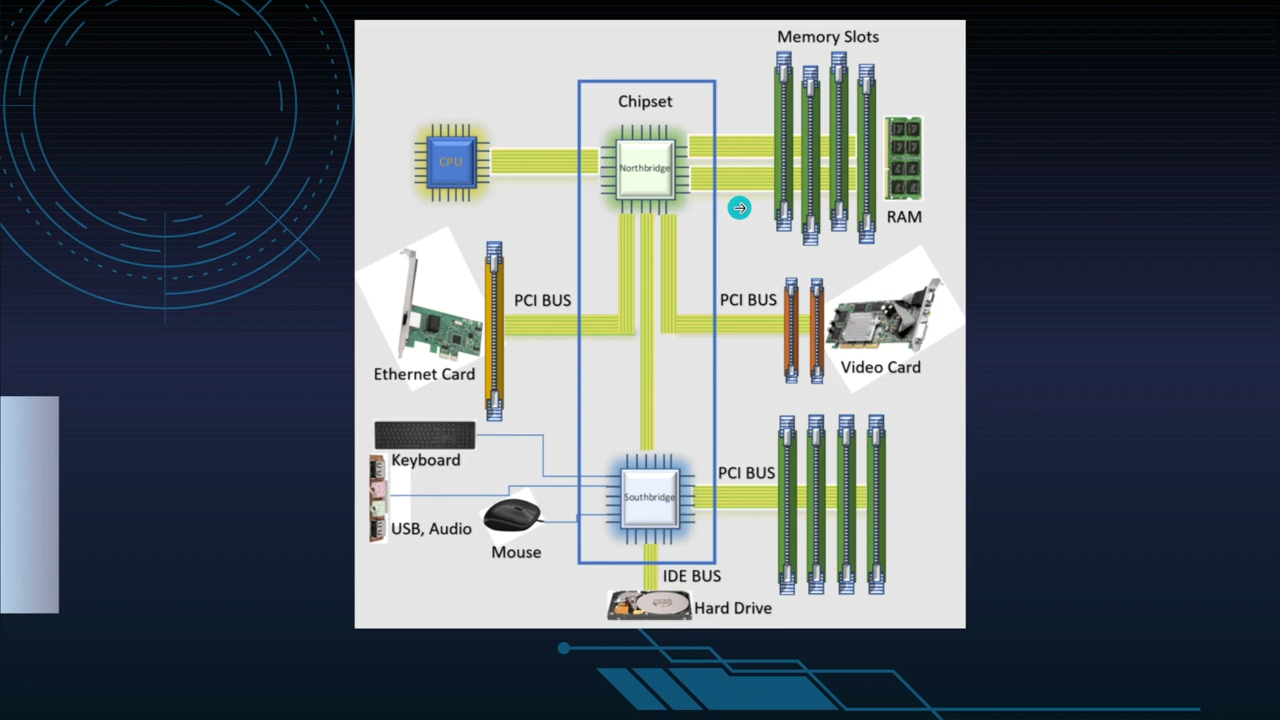 Memory Slots
Chipset
CPU
Northbridge
RAM
PCI BUS
PCI BUS
Ethernet Card
Video Card
Keyboard
PCI BUS
Southbridge
USB, Audio
Mouse
IDE BUS
Hard Drive